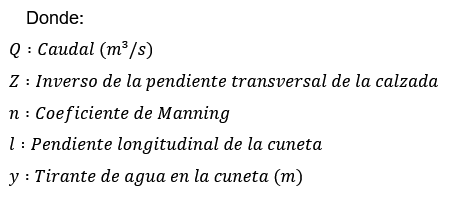 Donde:
Q : Caudal (m³/s)
Z : Inverso de la pendiente transversal de la calzada
n : Coeficiente de Manning
l : Pendiente longitudinal de la cuneta
y : Tirante de agua en la cuneta (m)